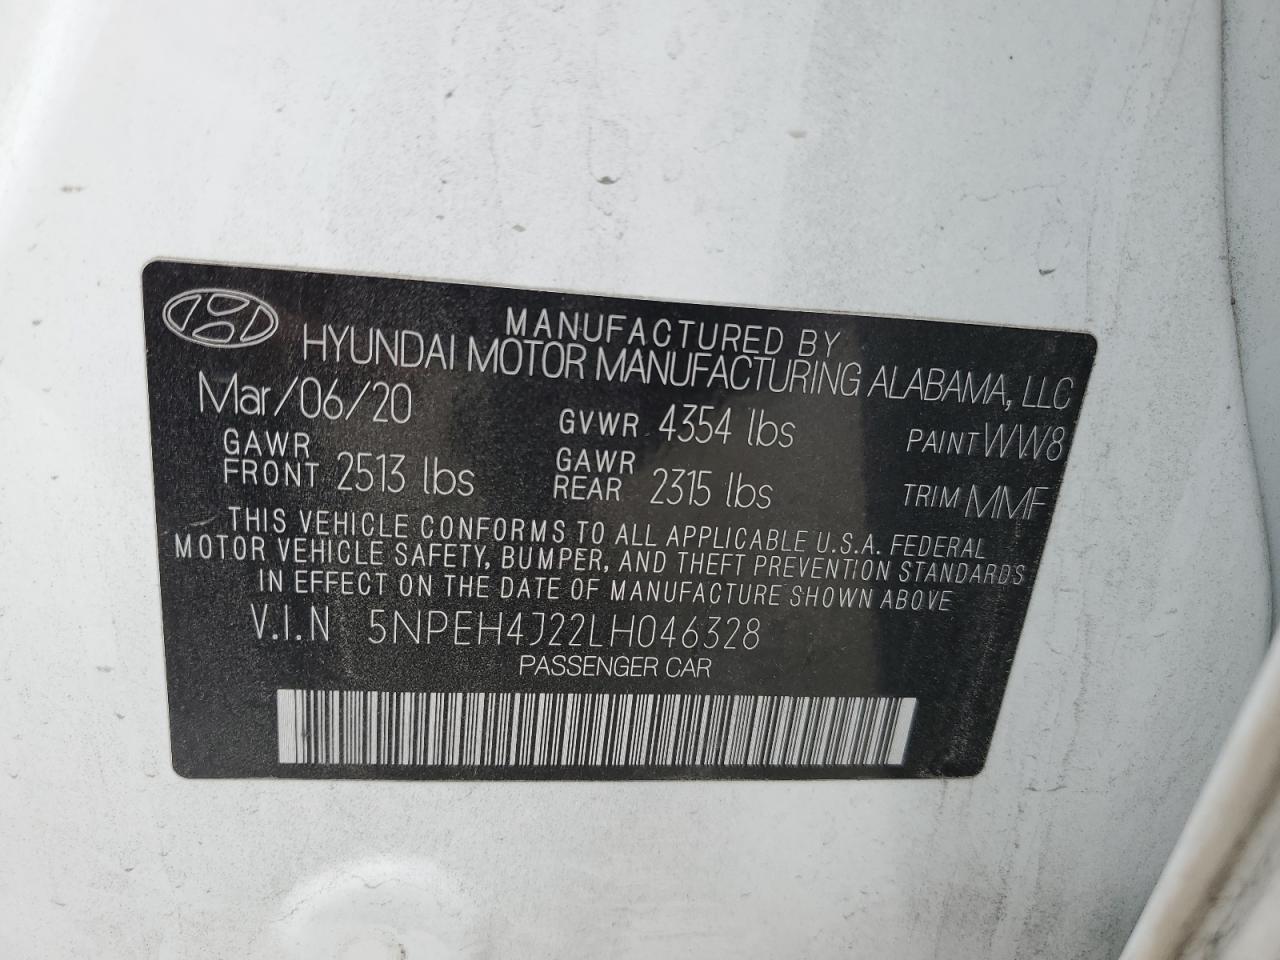 MANUFACTURED BY
HYUNDAI MOTOR MANUFACTURING ALABAMA, LLC
Mar/06/20 GVWR 4354 lbs PAINT WW8
GAWR FRONT 2513 lbs GAWR REAR 2315 lbs TRIM MMF
THIS VEHICLE CONFORMS TO ALL APPLICABLE U.S.A. FEDERAL
MOTOR VEHICLE SAFETY, BUMPER, AND THEFT PREVENTION STANDARDS
IN EFFECT ON THE DATE OF MANUFACTURE SHOWN ABOVE
V.I.N 5NPEH4J22LH046328
PASSENGER CAR